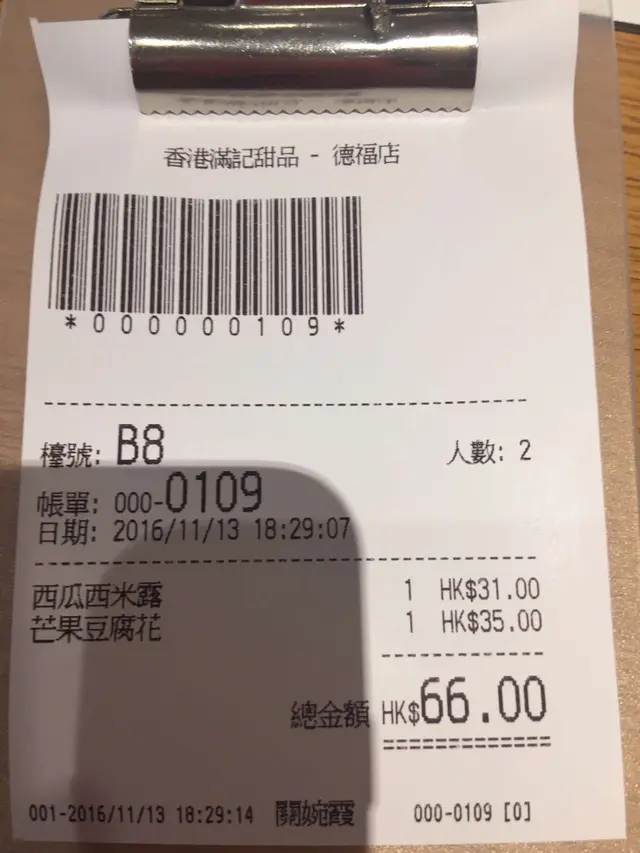 香港滿記甜品 - 德福店
*000000109*
檯號: B8 人數: 2
帳單: 000-0109
日期: 2016/11/13 18:29:07
西瓜西米露 1 HK$31.00
芒果豆腐花 1 HK$35.00
總金額 HK$66.00
001-2016/11/13 18:29:14 關婉霞 000-0109 [0]